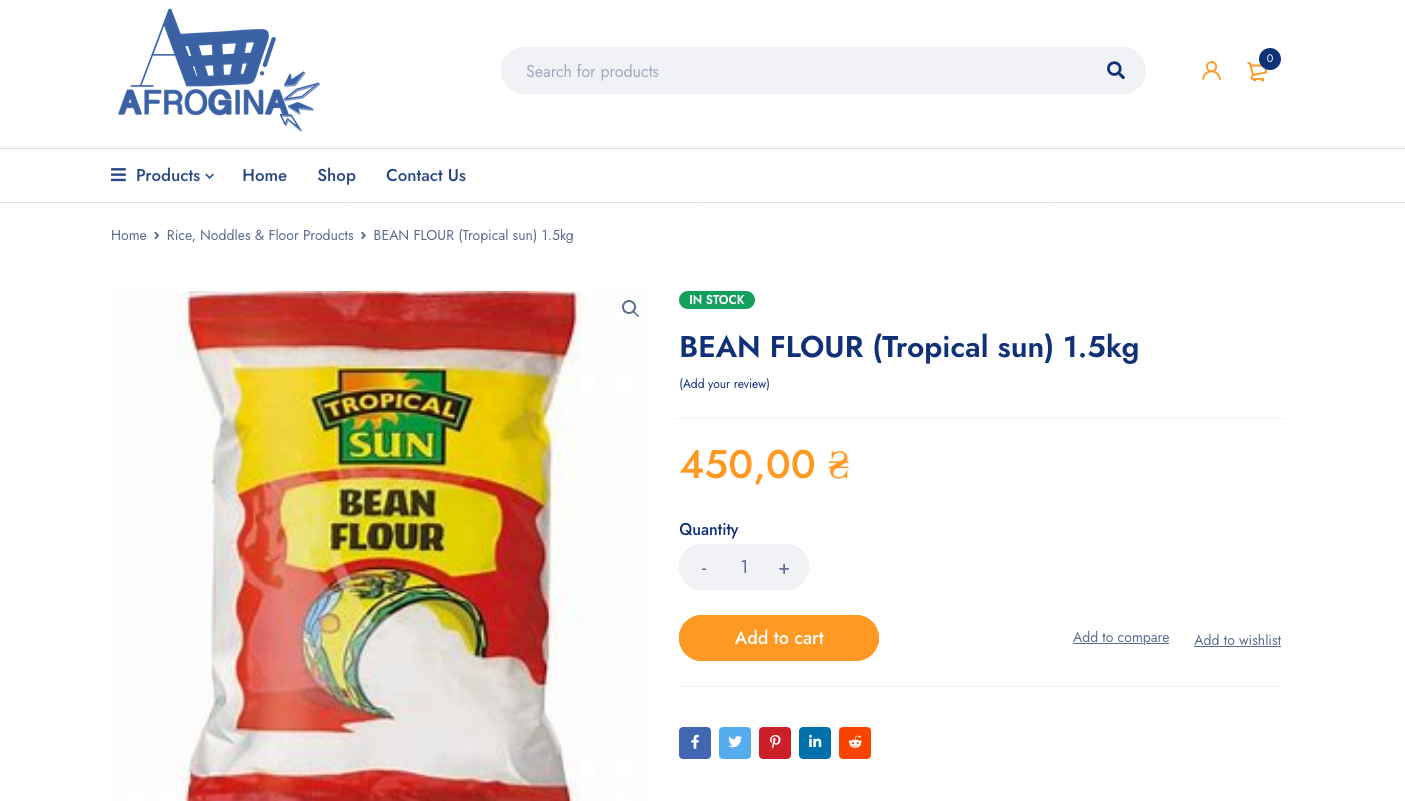 AFROGINA
Search for products
0
Products
Home
Shop
Contact Us
Home > Rice, Noddles & Floor Products > BEAN FLOUR (Tropical sun) 1.5kg
TROPICAL
SUN
BEAN
FLOUR
IN STOCK
BEAN FLOUR (Tropical sun) 1.5kg
(Add your review)
450,00 ₴
Quantity
- 1 +
Add to cart
Add to compare
Add to wishlist